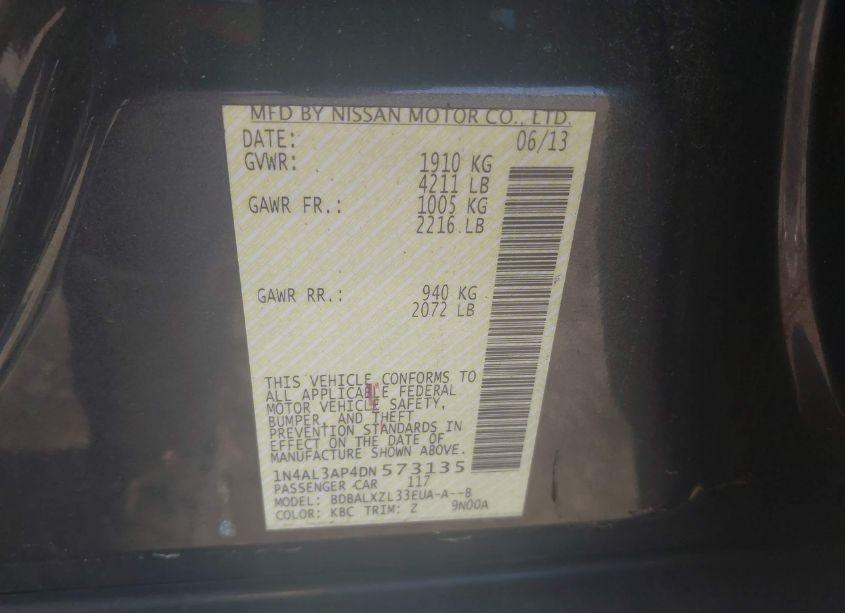 MFD BY NISSAN MOTOR CO., LTD.
DATE: 06/13
GVWR: 1910 KG
4211 LB
GAWR FR.: 1005 KG
2216 LB
GAWR RR.: 940 KG
2072 LB
THIS VEHICLE CONFORMS TO
ALL APPLICABLE FEDERAL
MOTOR VEHICLE SAFETY,
BUMPER, AND THEFT
PREVENTION STANDARDS IN
EFFECT ON THE DATE OF
MANUFACTURE SHOWN ABOVE.
1N4AL3AP4DN573135
PASSENGER CAR 117
MODEL: BDBALXZL33EUA-A--B
COLOR: KBC TRIM: Z 9N00A